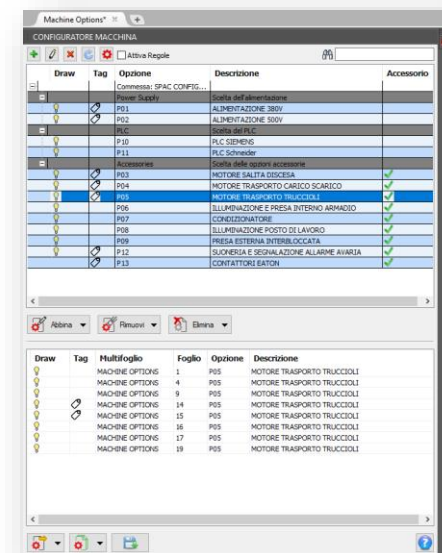 Machine Options*
CONFIGURATORE MACCHINA
Attiva Regole
Draw Tag Opzione Descrizione Accessorio
Commessa: SPAC CONFIG...
Power Supply Scelta dell'alimentazione
P01 ALIMENTAZIONE 380V
P02 ALIMENTAZIONE 500V
PLC Scelta del PLC
P10 PLC SIEMENS
P11 PLC Schneider
Accessories Scelta delle opzioni accessorie
P03 MOTORE SALITA DISCESA
P04 MOTORE TRASPORTO CARICO SCARICO
P05 MOTORE TRASPORTO TRUCCIOLI
P06 ILLUMINAZIONE E PRESA INTERNO ARMADIO
P07 CONDIZIONATORE
P08 ILLUMINAZIONE POSTO DI LAVORO
P09 PRESA ESTERNA INTERBLOCCATA
P12 SUONERIA E SEGNALAZIONE ALLARME AVARIA
P13 CONTATTORI EATON
Abbina Rimuovi Elimina
Draw Tag Multifoglio Foglio Opzione Descrizione
MACHINE OPTIONS 1 P05 MOTORE TRASPORTO TRUCCIOLI
MACHINE OPTIONS 4 P05 MOTORE TRASPORTO TRUCCIOLI
MACHINE OPTIONS 9 P05 MOTORE TRASPORTO TRUCCIOLI
MACHINE OPTIONS 14 P05 MOTORE TRASPORTO TRUCCIOLI
MACHINE OPTIONS 15 P05 MOTORE TRASPORTO TRUCCIOLI
MACHINE OPTIONS 16 P05 MOTORE TRASPORTO TRUCCIOLI
MACHINE OPTIONS 17 P05 MOTORE TRASPORTO TRUCCIOLI
MACHINE OPTIONS 19 P05 MOTORE TRASPORTO TRUCCIOLI